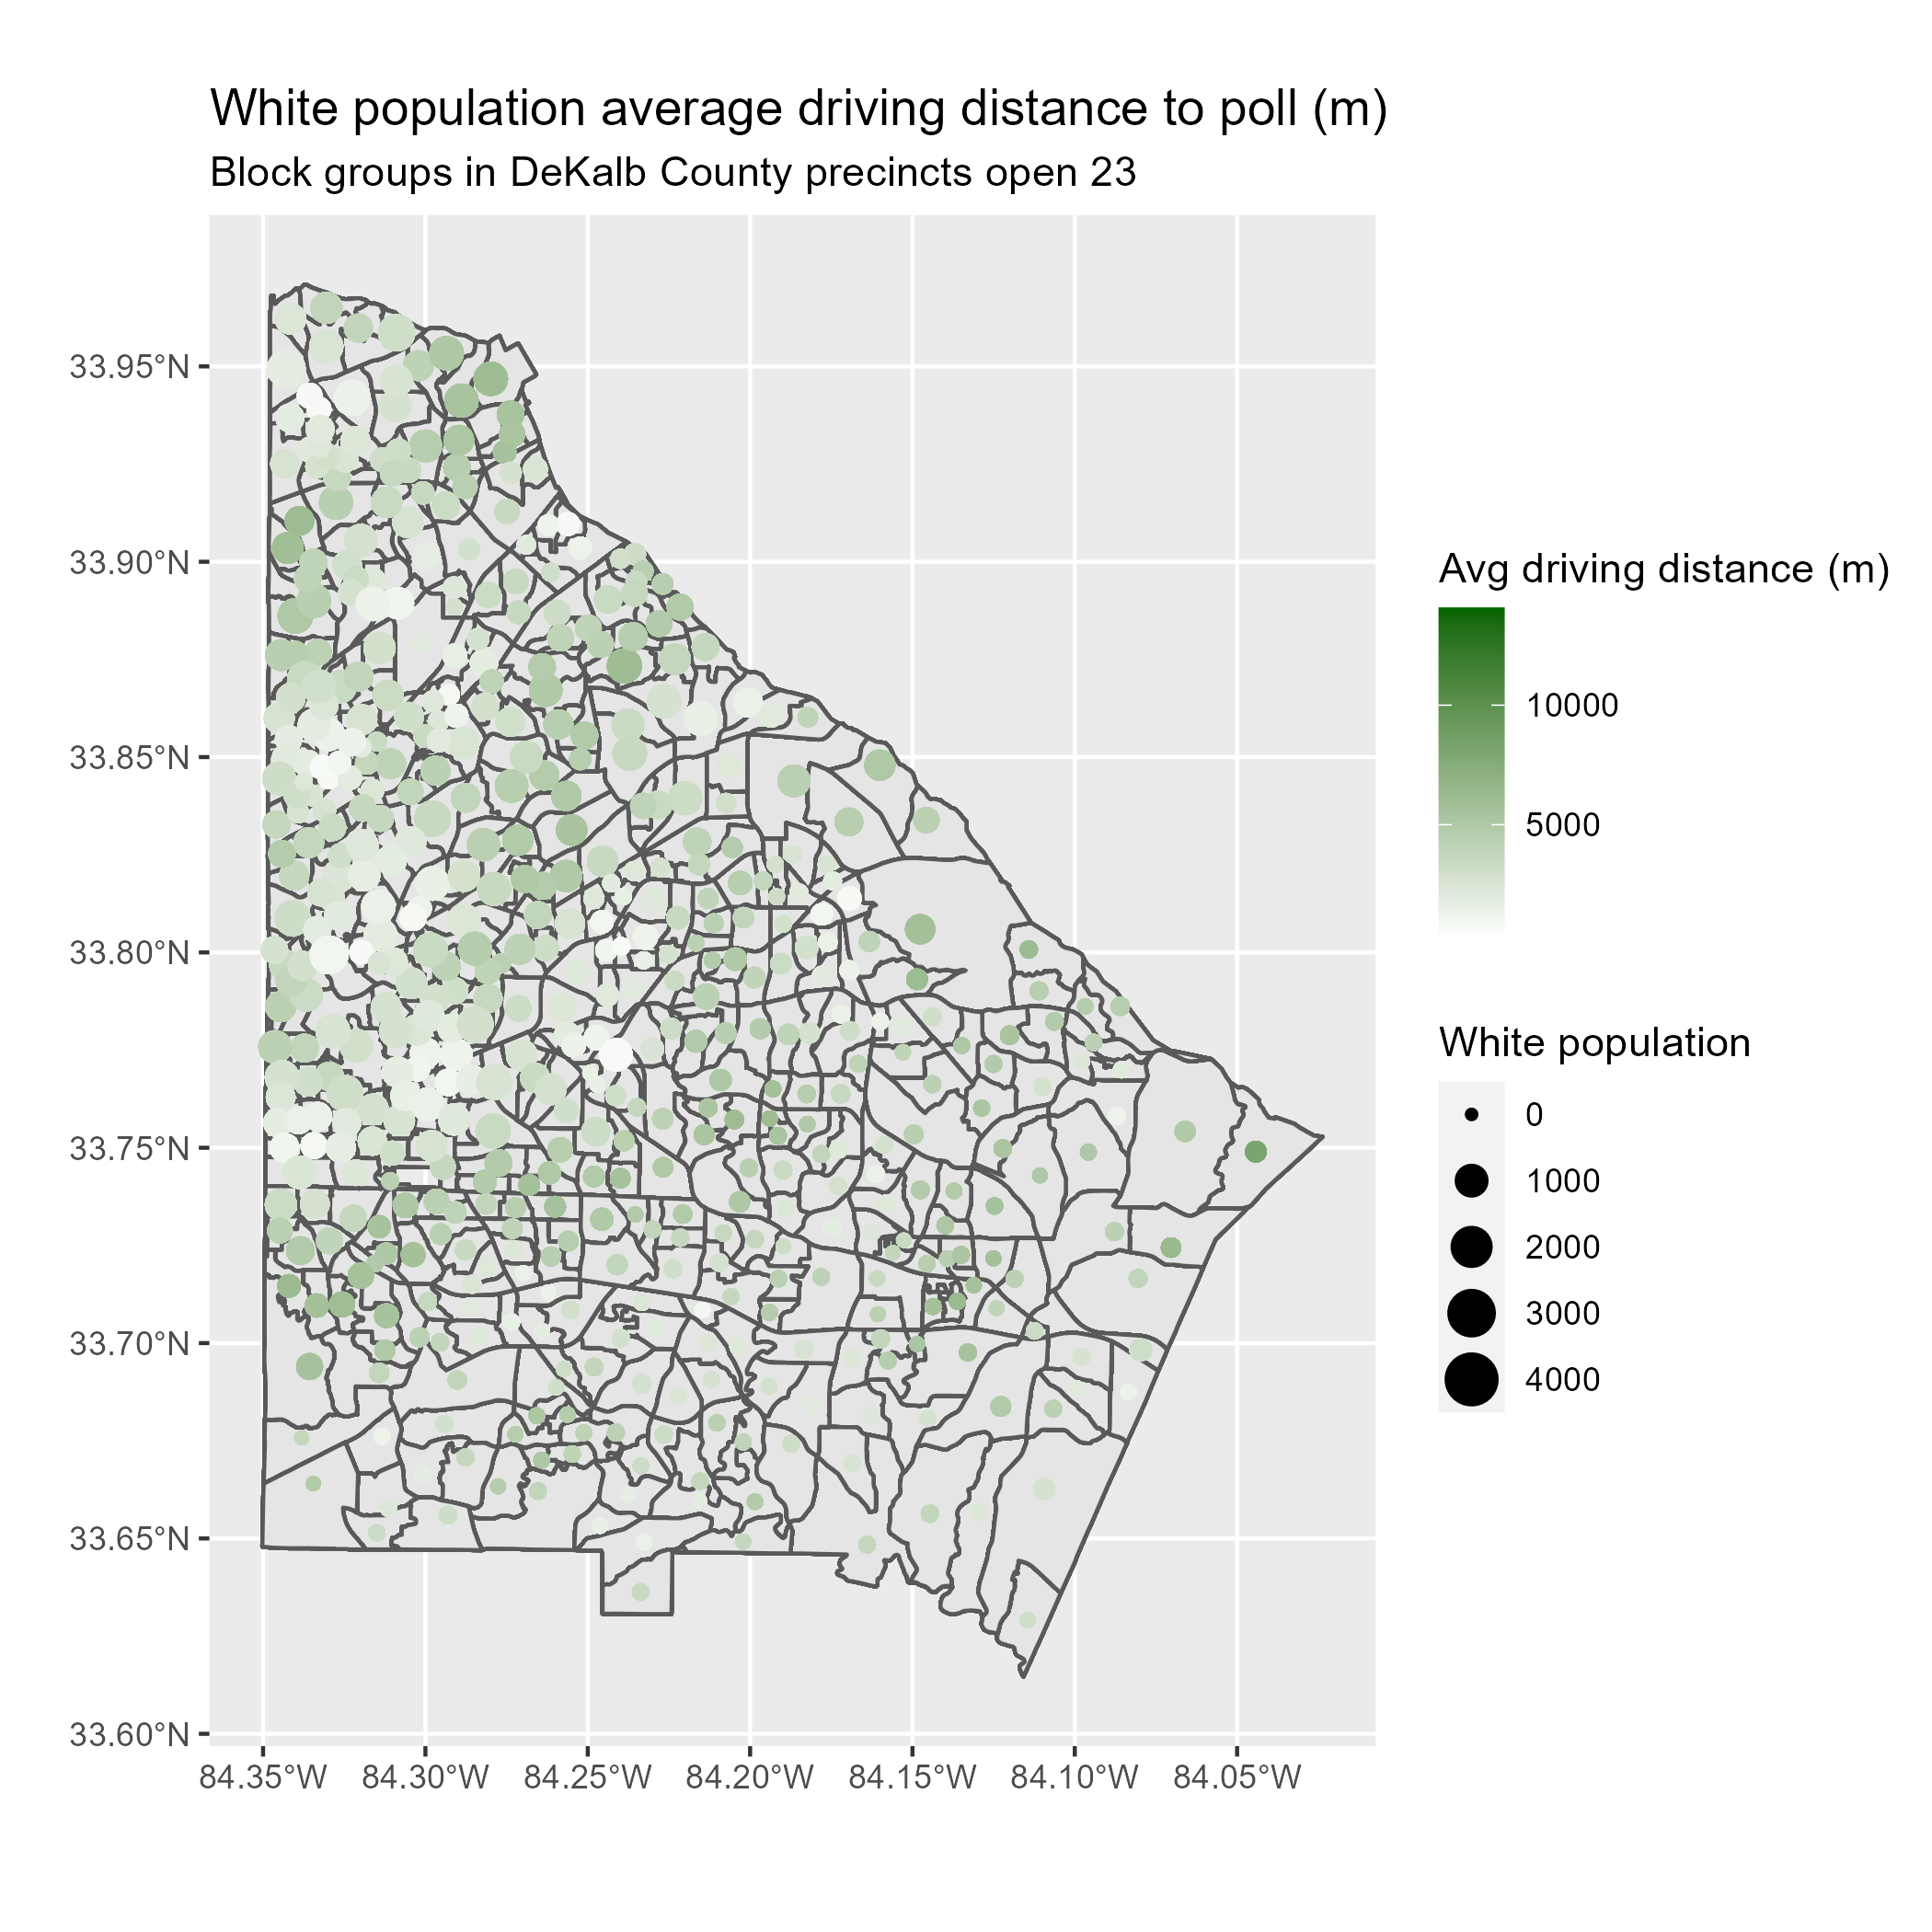 White population average driving distance to poll (m)
Block groups in DeKalb County precincts open 23
33.95°N
33.90°N
33.85°N
33.80°N
33.75°N
33.70°N
33.65°N
33.60°N
84.35°W 84.30°W 84.25°W 84.20°W 84.15°W 84.10°W 84.05°W
Avg driving distance (m)
10000
5000
White population
0
1000
2000
3000
4000